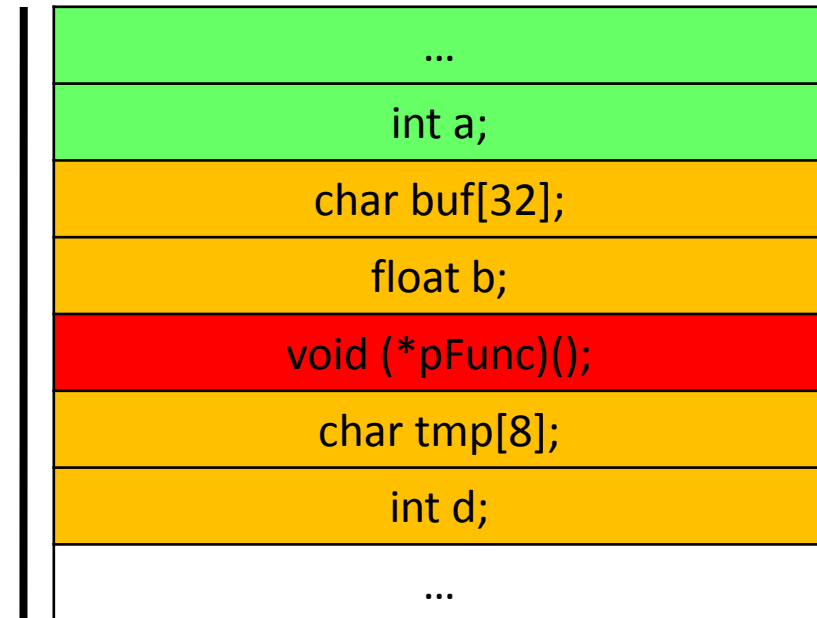 ...
int a;
char buf[32];
float b;
void (*pFunc)();
char tmp[8];
int d;
...